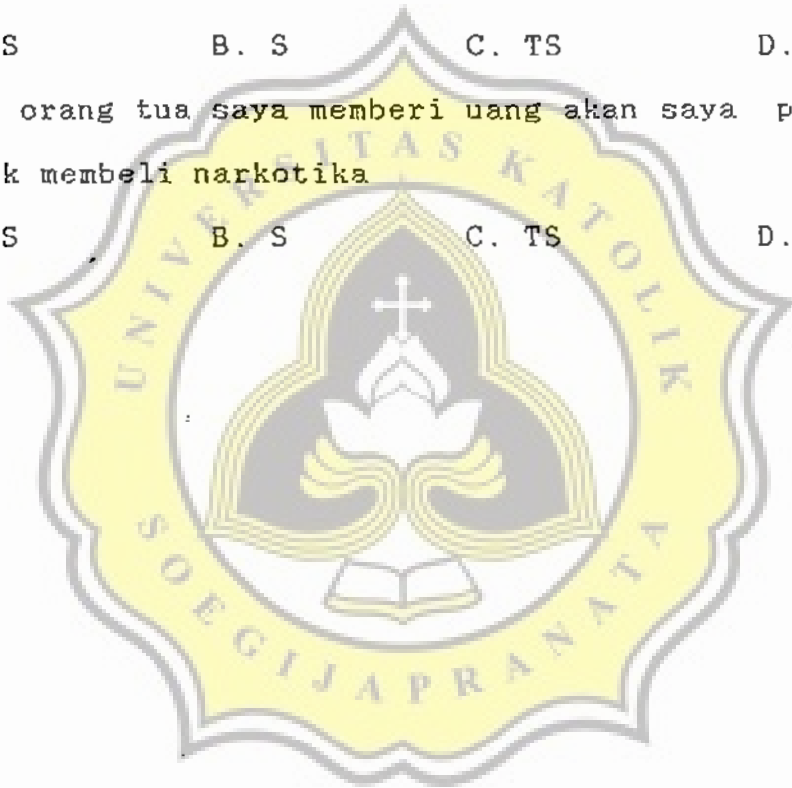 S B. S C. TS D.
orang tua saya memberi uang akan saya p
k membeli narkotika
S B. S C. TS D.
UNIVERSITAS KATOLIK
SOEGIJAPRANATA